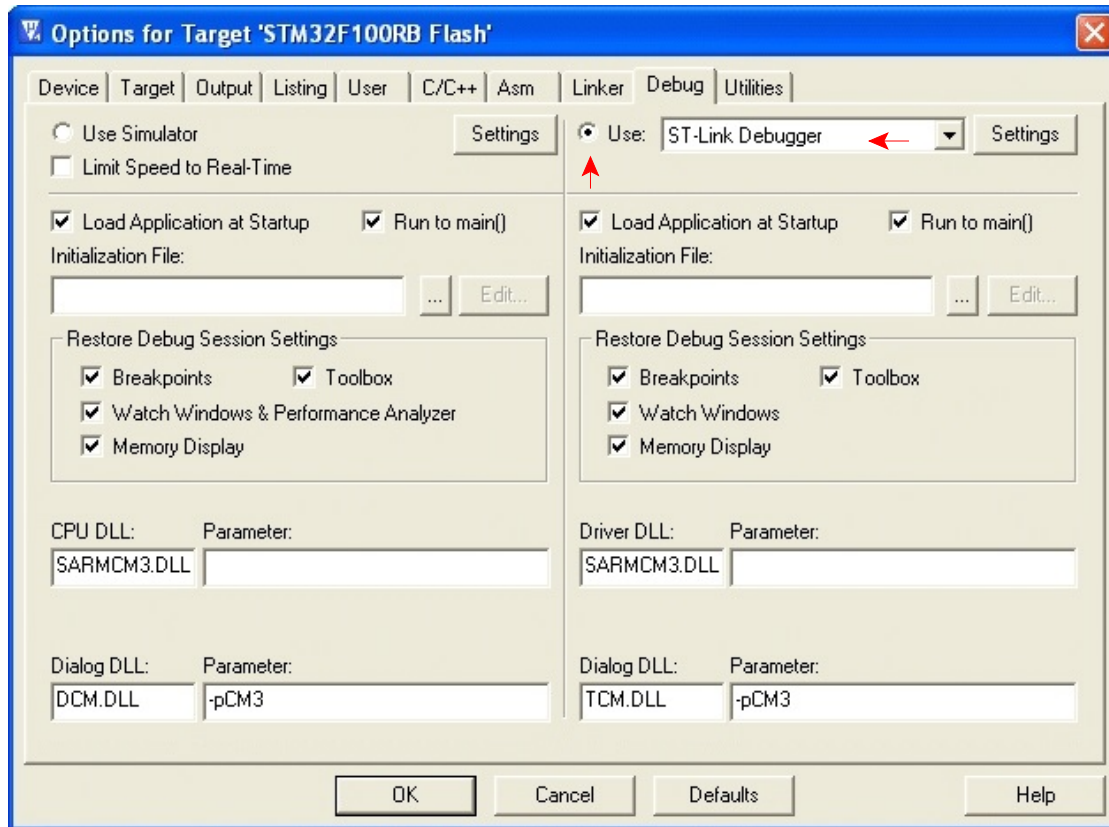 Options for Target 'STM32F100RB Flash'
Device Target Output Listing User C/C++ Asm Linker Debug Utilities
Use Simulator Settings
Limit Speed to Real-Time
Use: ST-Link Debugger Settings
Load Application at Startup Run to main()
Initialization File:
... Edit...
Restore Debug Session Settings
Breakpoints Toolbox
Watch Windows & Performance Analyzer
Memory Display
CPU DLL: Parameter:
SARMCM3.DLL
Dialog DLL: Parameter:
DCM.DLL -pCM3
Load Application at Startup Run to main()
Initialization File:
... Edit...
Restore Debug Session Settings
Breakpoints Toolbox
Watch Windows
Memory Display
Driver DLL: Parameter:
SARMCM3.DLL
Dialog DLL: Parameter:
TCM.DLL -pCM3
OK Cancel Defaults Help